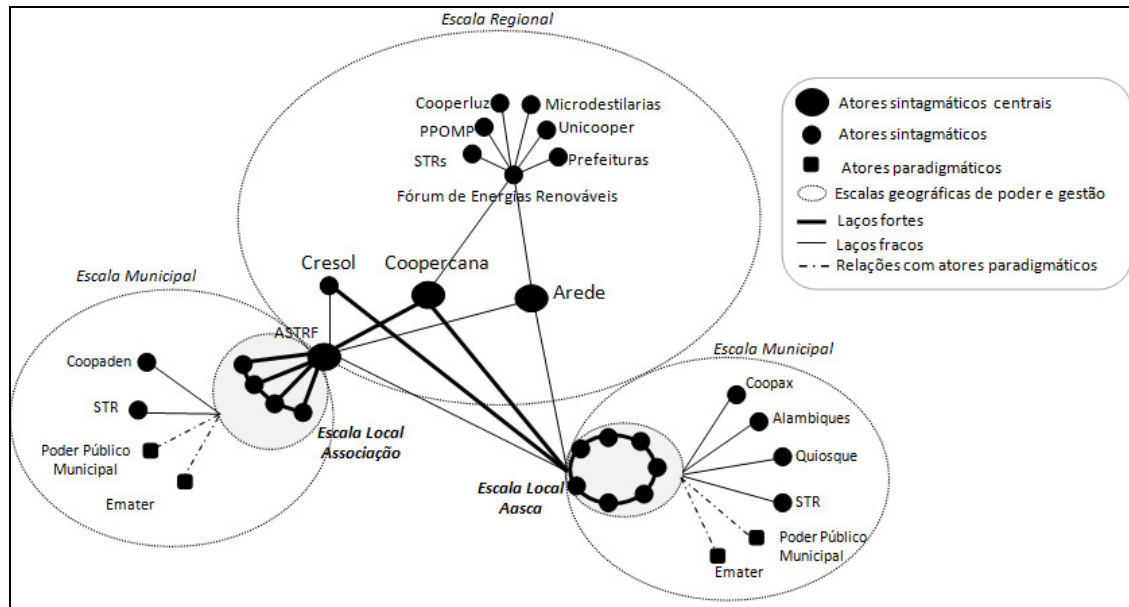 Escala Regional
Cooperluz
Microdestilarias
PPOMP
Unicooper
STRs
Prefeituras
Fórum de Energias Renováveis
Cresol
Coopercana
Arede
Escala Municipal
ASTRF
Coopaden
STR
Poder Público
Municipal
Emater
Escala Local
Associação
Escala Municipal
Coopax
Alambiques
Quiosque
STR
Poder Público
Municipal
Emater
Escala Local
Aasca
Atores sintagmáticos centrais
Atores sintagmáticos
Atores paradigmáticos
Escalas geográficas de poder e gestão
Laços fortes
Laços fracos
Relações com atores paradigmáticos